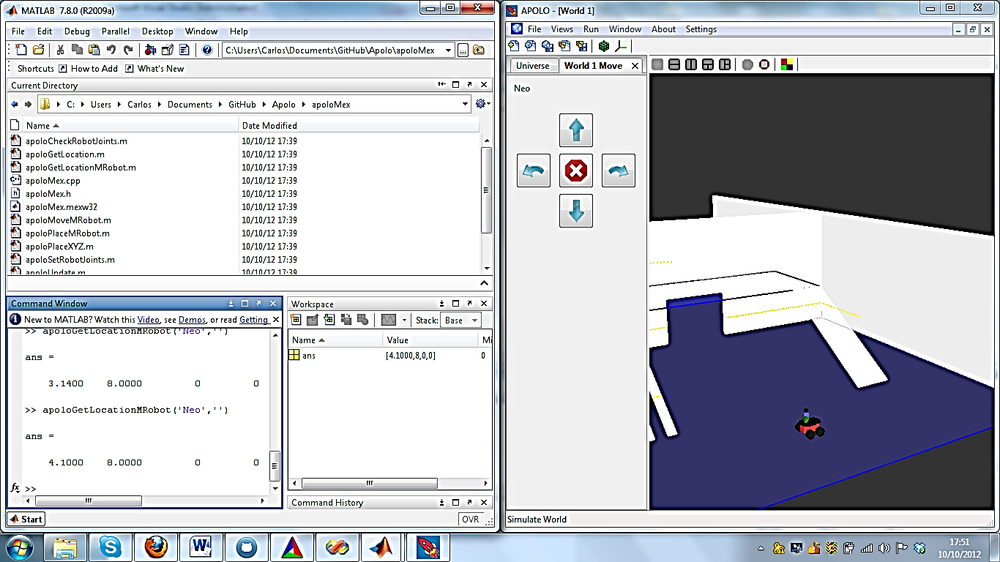 MATLAB 7.8.0 (R2009a)
File Edit Debug Parallel Desktop Window Help
C:\Users\Carlos\Documents\GitHub\Apolo\apoloMex
Shortcuts How to Add What's New
Current Directory
C: Users Carlos Documents GitHub Apolo apoloMex
Name Date Modified
apoloCheckRobotJoints.m 10/10/12 17:39
apoloGetLocation.m 10/10/12 17:39
apoloGetLocationMRobot.m 10/10/12 17:39
apoloMex.cpp 10/10/12 17:39
apoloMex.h 10/10/12 17:39
apoloMex.mexw32 10/10/12 17:39
apoloMoveMRobot.m 10/10/12 17:39
apoloPlaceMRobot.m 10/10/12 17:39
apoloPlaceXYZ.m 10/10/12 17:39
apoloSetRobotJoints.m 10/10/12 17:39
apoloUpdate.m 10/10/12 17:39
Command Window
New to MATLAB? Watch this Video, see Demos, or read Getting
>> apoloGetLocationMRobot('Neo','')
ans =
3.1400 8.0000 0 0
>> apoloGetLocationMRobot('Neo','')
ans =
4.1000 8.0000 0 0
fx >>
Workspace
Stack: Base
Name Value Mi
ans [4.1000,8,0,0] 0
Command History
Start
OVR
APOLO - [World 1]
File Views Run Window About Settings
Universe World 1 Move
Neo
Simulate World
17:51
10/10/2012